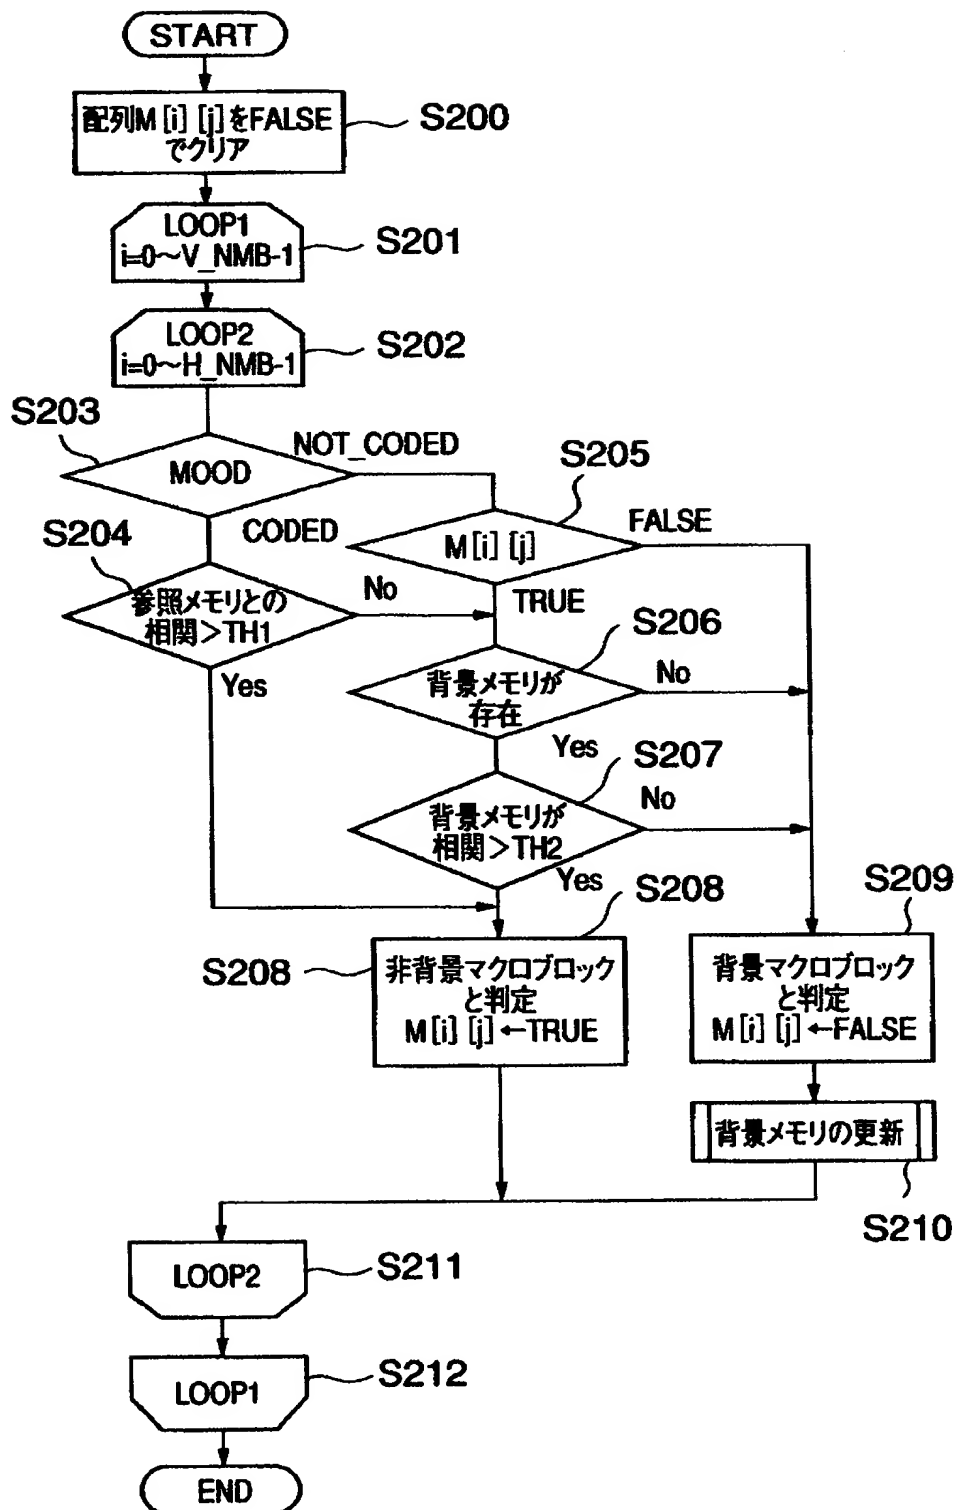 START
配列M [i] [j]をFALSE
でクリア
S200
LOOP1
i=0~V_NMB-1
S201
LOOP2
i=0~H_NMB-1
S202
S203
MOOD
NOT_CODED
CODED
S205
M [i] [j]
FALSE
TRUE
S204
参照メモリとの
相関>TH1
No
Yes
S206
背景メモリが
存在
No
Yes
S207
背景メモリが
相関>TH2
No
Yes
S208
S208
非背景マクロブロック
と判定
M [i] [j]←TRUE
S209
背景マクロブロック
と判定
M [i] [j]←FALSE
背景メモリの更新
S210
LOOP2
S211
LOOP1
S212
END